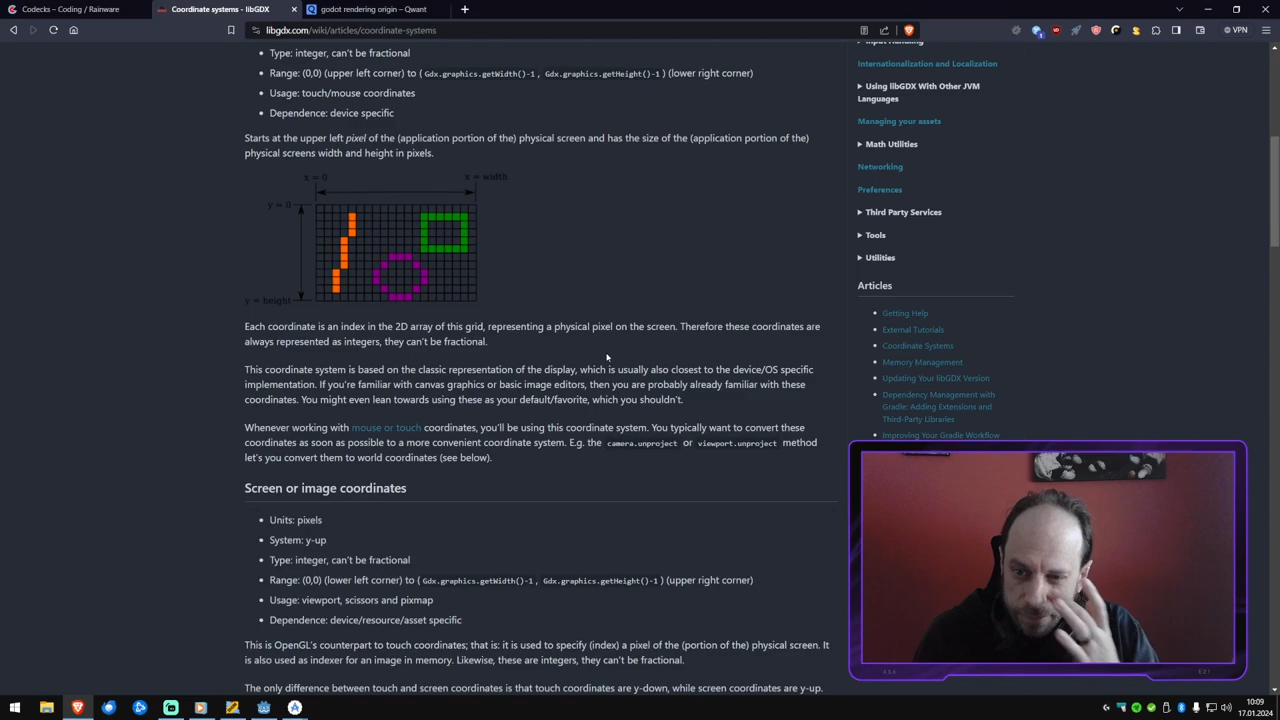 Codecks – Coding / Rainware
Coordinate systems - libGDX
godot rendering origin – Qwant
libgdx.com/wiki/articles/coordinate-systems
VPN
Type: integer, can't be fractional
Range: (0,0) (upper left corner) to ( Gdx.graphics.getWidth()-1, Gdx.graphics.getHeight()-1 ) (lower right corner)
Usage: touch/mouse coordinates
Dependence: device specific
Starts at the upper left pixel of the (application portion of the) physical screen and has the size of the (application portion of the)
physical screens width and height in pixels.
x = 0
x = width
y = 0
y = height
Each coordinate is an index in the 2D array of this grid, representing a physical pixel on the screen. Therefore these coordinates are
always represented as integers, they can't be fractional.
This coordinate system is based on the classic representation of the display, which is usually also closest to the device/OS specific
implementation. If you're familiar with canvas graphics or basic image editors, then you are probably already familiar with these
coordinates. You might even lean towards using these as your default/favorite, which you shouldn't.
Whenever working with mouse or touch coordinates, you'll be using this coordinate system. You typically want to convert these
coordinates as soon as possible to a more convenient coordinate system. E.g. the camera.unproject or viewport.unproject method
let's you convert them to world coordinates (see below).
Screen or image coordinates
Units: pixels
System: y-up
Type: integer, can't be fractional
Range: (0,0) (lower left corner) to ( Gdx.graphics.getWidth()-1, Gdx.graphics.getHeight()-1 ) (upper right corner)
Usage: viewport, scissors and pixmap
Dependence: device/resource/asset specific
This is OpenGL's counterpart to touch coordinates; that is: it is used to specify (index) a pixel of the (portion of the) physical screen. It
is also used as indexer for an image in memory. Likewise, these are integers, they can't be fractional.
The only difference between touch and screen coordinates is that touch coordinates are y-down, while screen coordinates are y-up.
Input Handling
Internationalization and Localization
Using libGDX With Other JVM
Languages
Managing your assets
Math Utilities
Networking
Preferences
Third Party Services
Tools
Utilities
Articles
Getting Help
External Tutorials
Coordinate Systems
Memory Management
Updating Your libGDX Version
Dependency Management with
Gradle: Adding Extensions and
Third-Party Libraries
Improving Your Gradle Workflow
10:09
17.01.2024